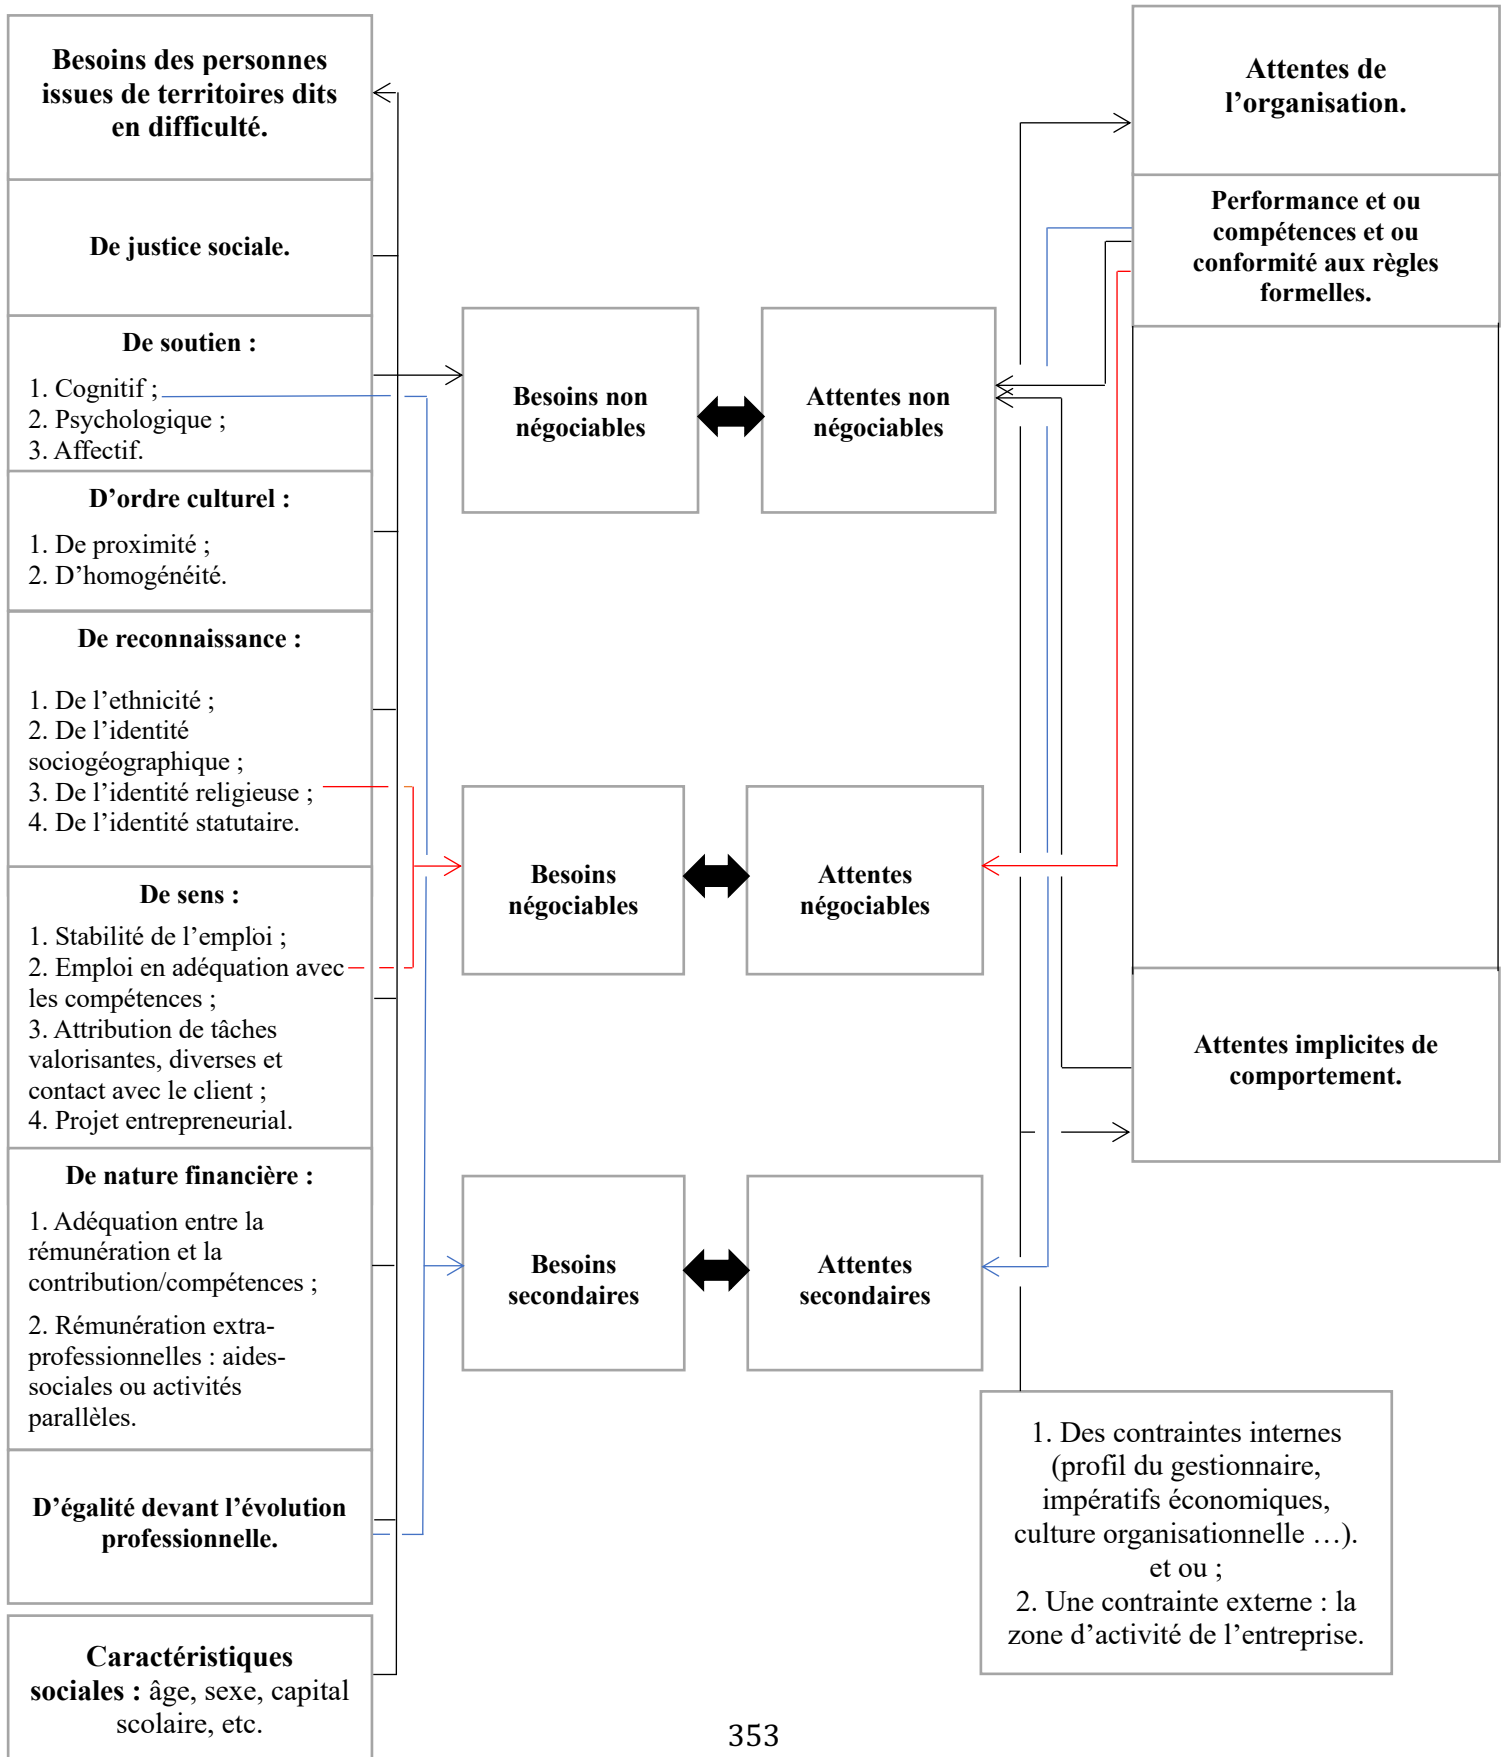 Besoins des personnes
issues de territoires dits
en difficulté.
De justice sociale.
De soutien :
1. Cognitif ;
2. Psychologique ;
3. Affectif.
D’ordre culturel :
1. De proximité ;
2. D’homogénéité.
De reconnaissance :
1. De l’ethnicité ;
2. De l’identité
sociogéographique ;
3. De l’identité religieuse ;
4. De l’identité statutaire.
De sens :
1. Stabilité de l’emploi ;
2. Emploi en adéquation avec
les compétences ;
3. Attribution de tâches
valorisantes, diverses et
contact avec le client ;
4. Projet entrepreneurial.
De nature financière :
1. Adéquation entre la
rémunération et la
contribution/compétences ;
2. Rémunération extra-
professionnelles : aides-
sociales ou activités
parallèles.
D’égalité devant l’évolution
professionnelle.
Caractéristiques
sociales : âge, sexe, capital
scolaire, etc.
Besoins non
négociables
Attentes non
négociables
Besoins
négociables
Attentes
négociables
Besoins
secondaires
Attentes
secondaires
Attentes de
l’organisation.
Performance et ou
compétences et ou
conformité aux règles
formelles.
Attentes implicites de
comportement.
1. Des contraintes internes
(profil du gestionnaire,
impératifs économiques,
culture organisationnelle …).
et ou ;
2. Une contrainte externe : la
zone d’activité de l’entreprise.
353